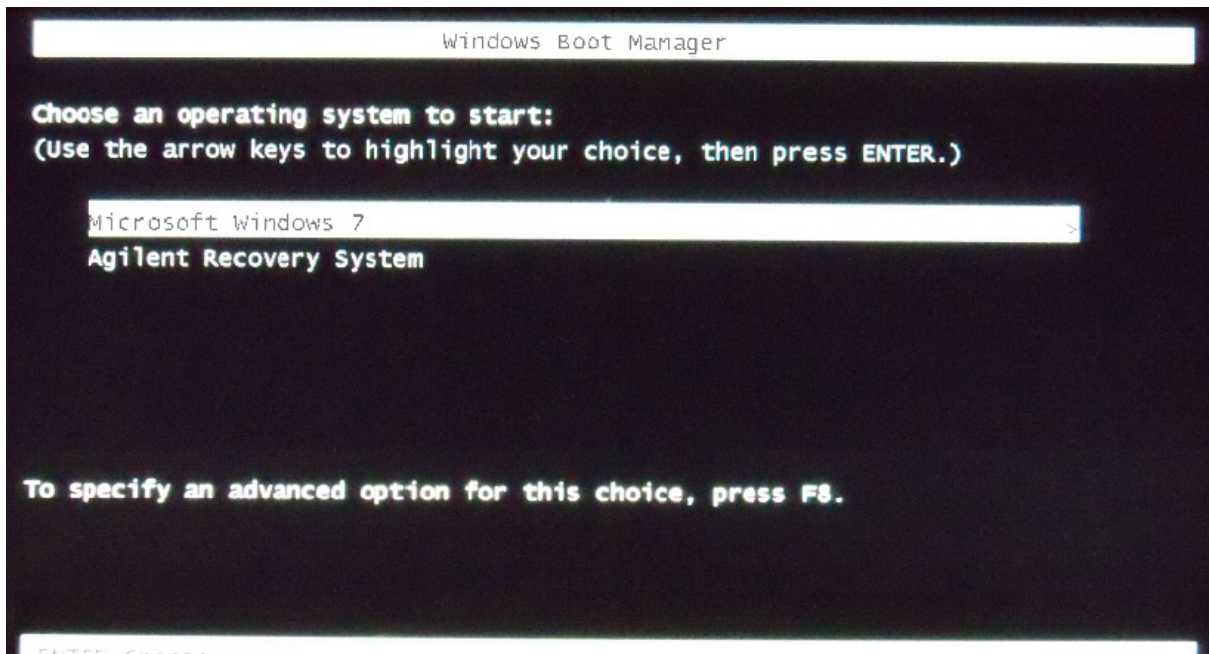 Windows Boot Manager
Choose an operating system to start:
(Use the arrow keys to highlight your choice, then press ENTER.)
Microsoft Windows 7 >
Agilent Recovery System
To specify an advanced option for this choice, press F8.